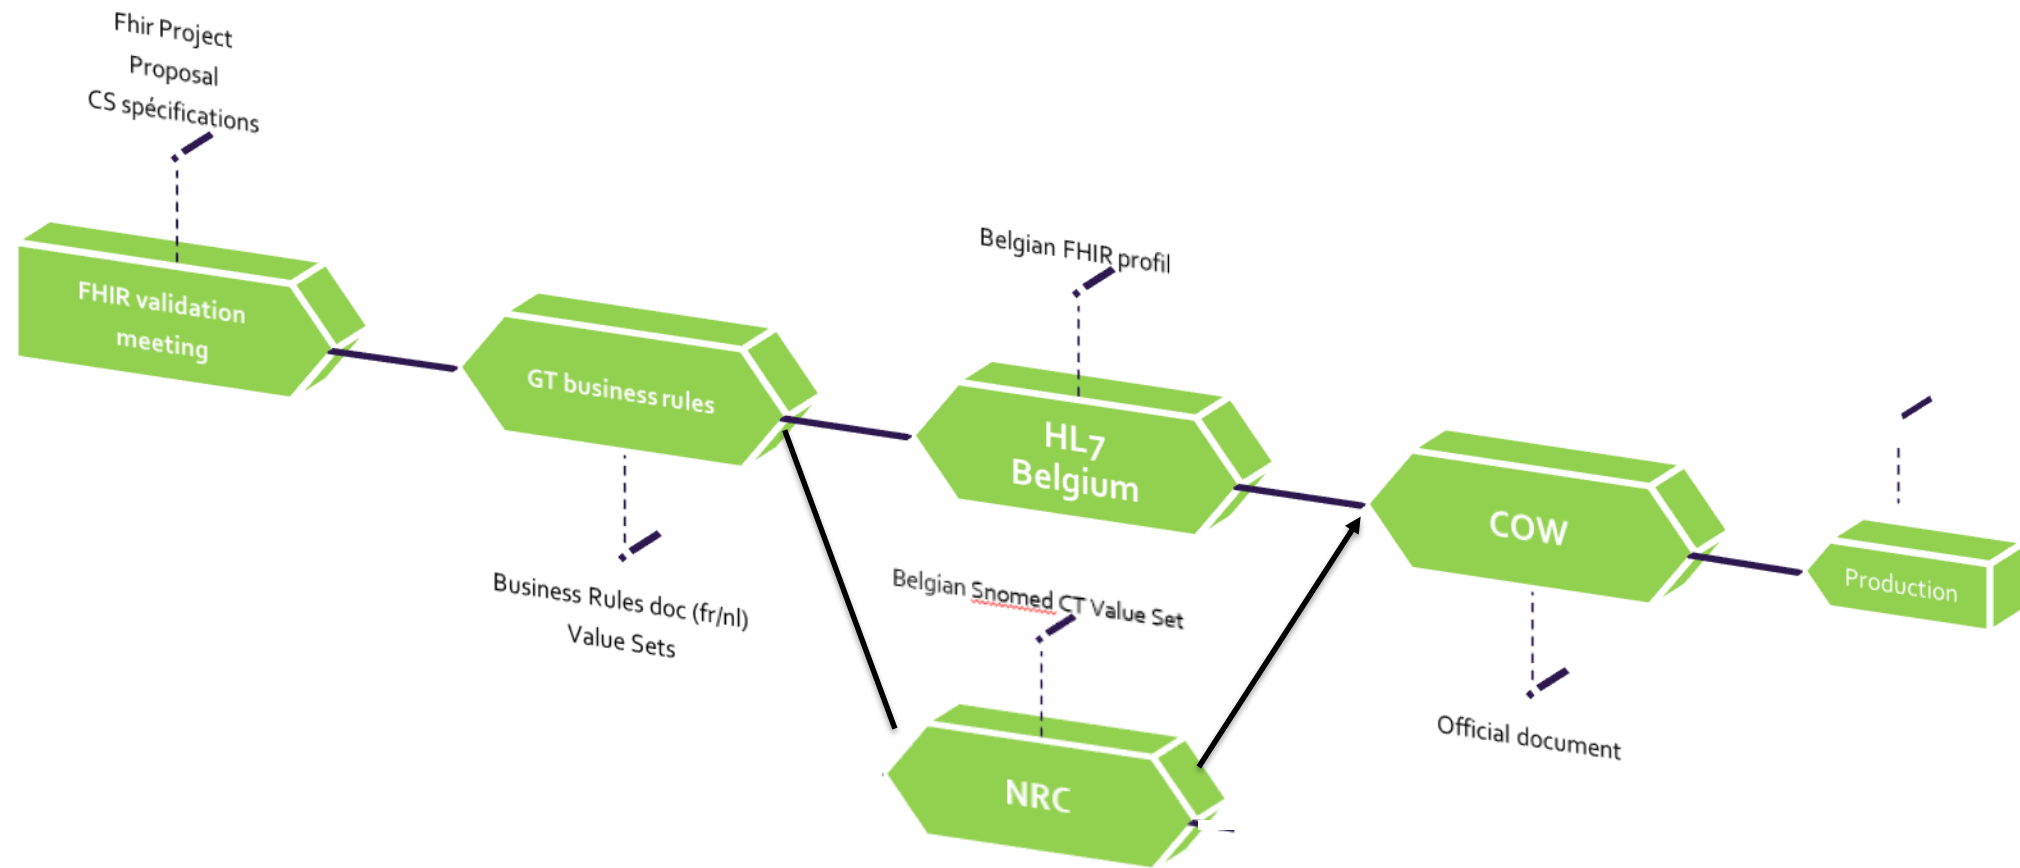 Fhir Project
Proposal
CS spécifications
FHIR validation
meeting
GT business rules
Business Rules doc (fr/nl)
Value Sets
Belgian FHIR profil
HL7
Belgium
Belgian Snomed CT Value Set
NRC
COW
Official document
Production